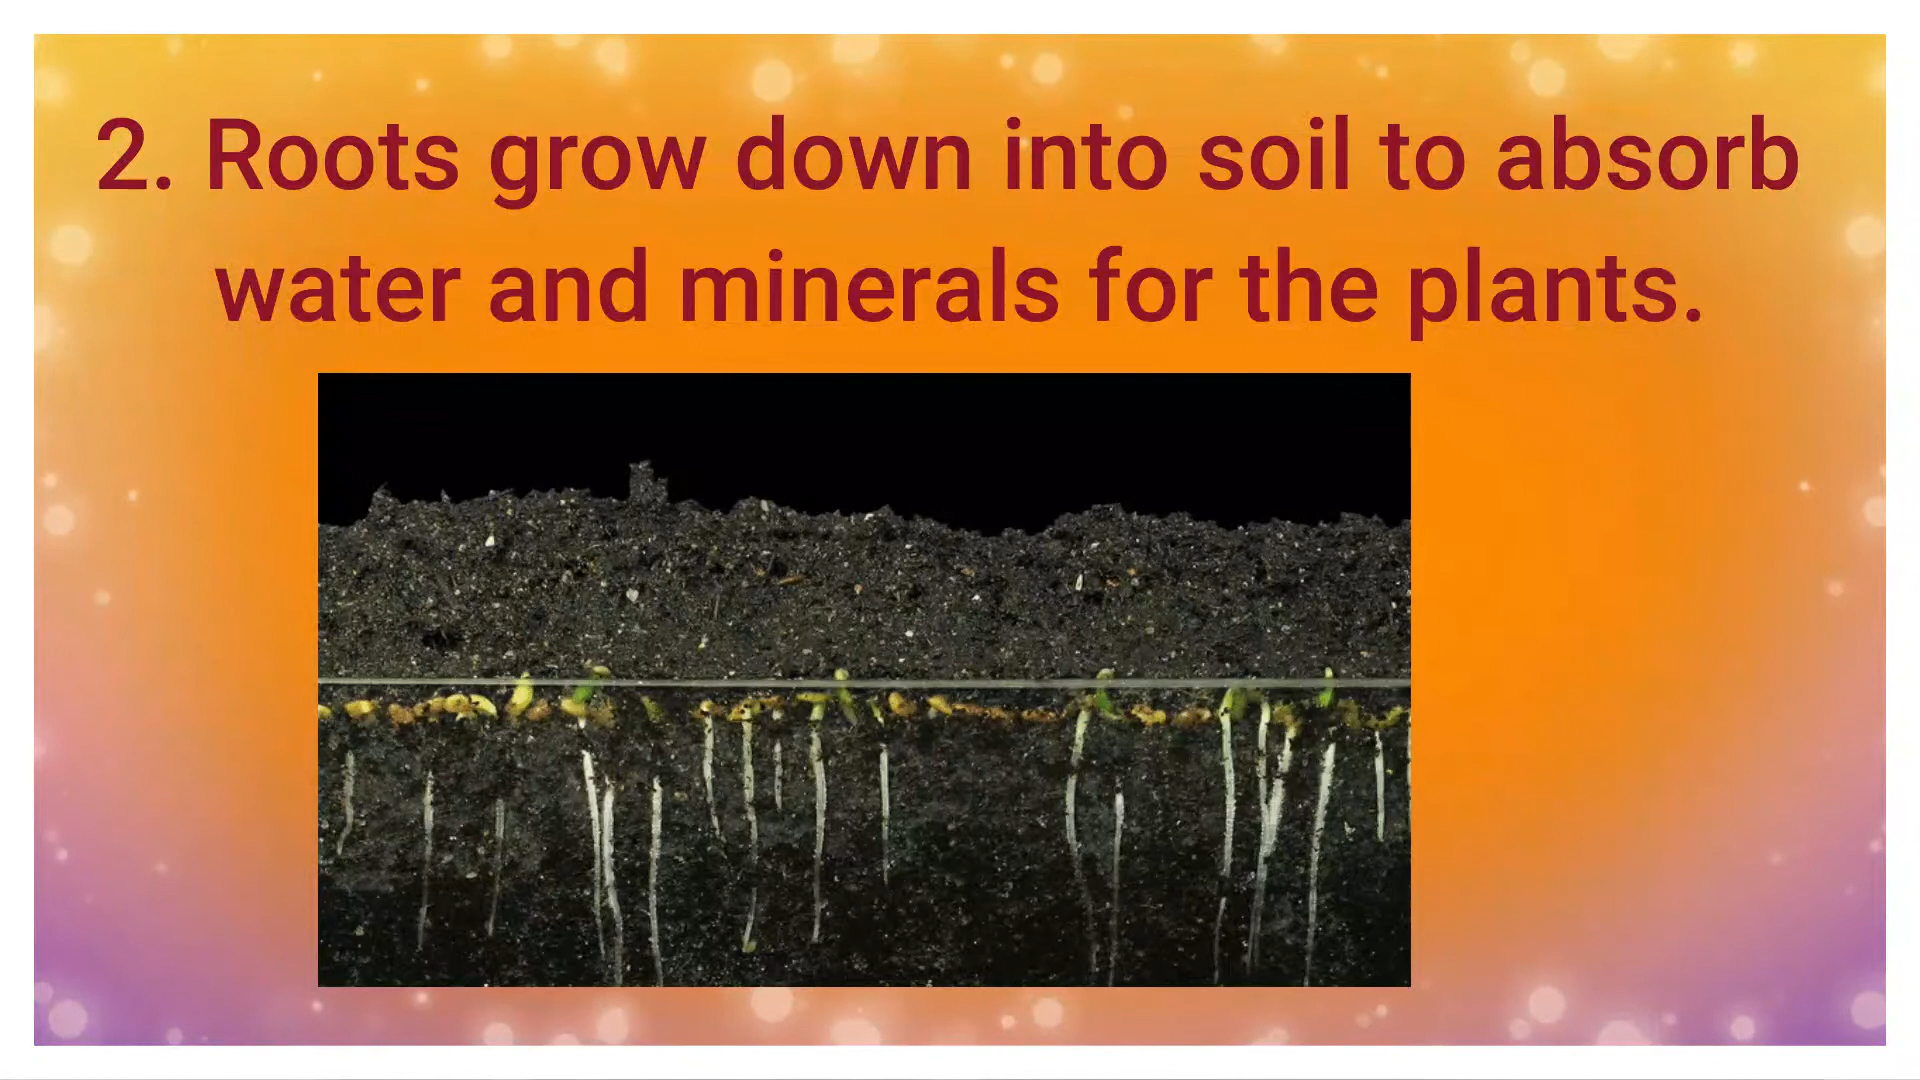 2. Roots grow down into soil to absorb
water and minerals for the plants.